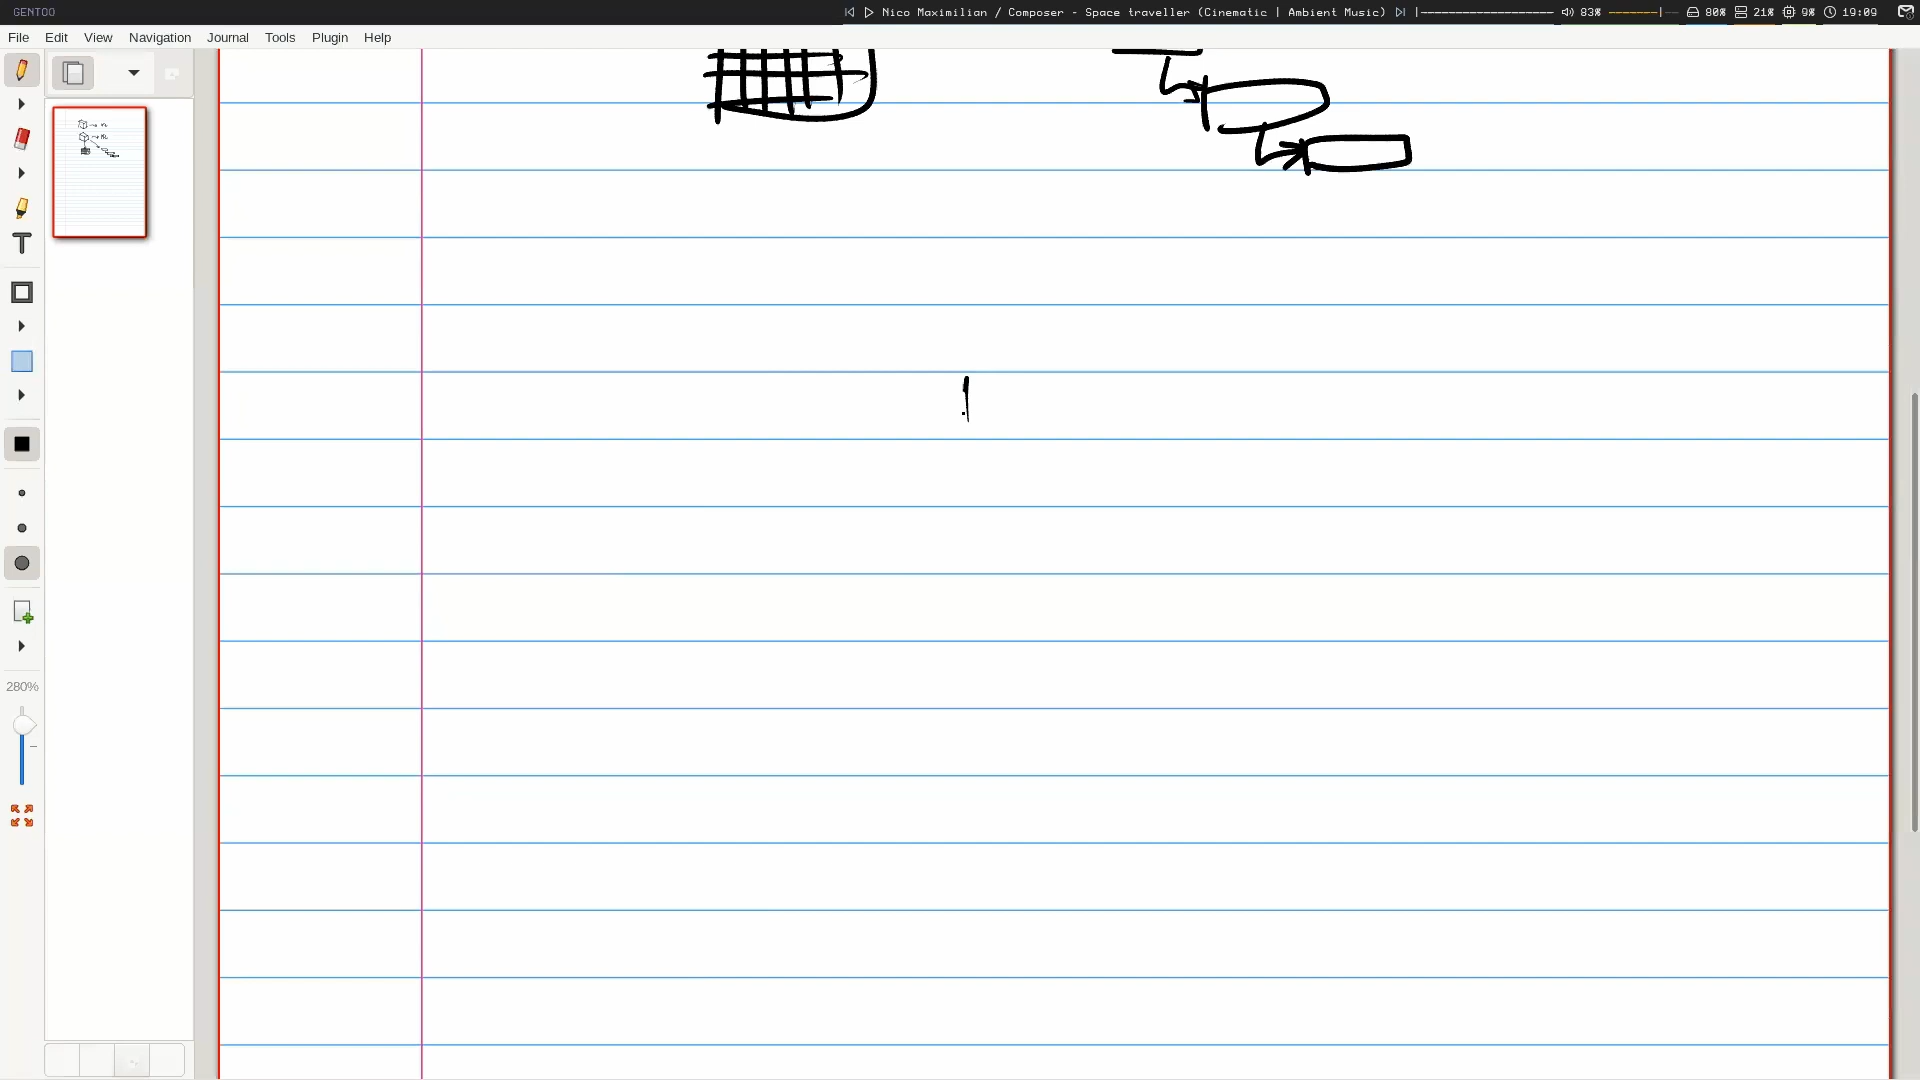 GENTOO
Nico Maximilian / Composer - Space traveller (Cinematic | Ambient Music)
83% 80% 21% 9% 19:09
File Edit View Navigation Journal Tools Plugin Help
280%